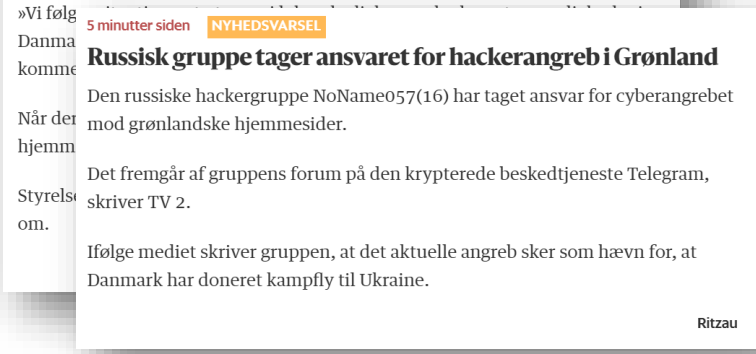 »Vi følg
Danma
komme
Når der
hjemm
Styrelse
om.
5 minutter siden NYHEDSVARSEL
Russisk gruppe tager ansvaret for hackerangreb i Grønland
Den russiske hackergruppe NoName057(16) har taget ansvar for cyberangrebet
mod grønlandske hjemmesider.
Det fremgår af gruppens forum på den krypterede beskedtjeneste Telegram,
skriver TV 2.
Ifølge mediet skriver gruppen, at det aktuelle angreb sker som hævn for, at
Danmark har doneret kampfly til Ukraine.
Ritzau